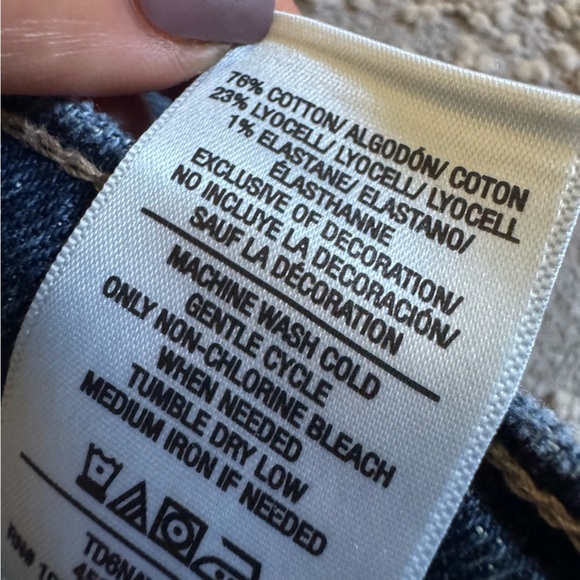 76% COTTON/ ALGODÓN/ COTON
23% LYOCELL/ LYOCELL/ LYOCELL
1% ELASTANE/ ELASTANO/
ÉLASTHANNE
EXCLUSIVE OF DECORATION/
NO INCLUYE LA DECORACIÓN/
SAUF LA DÉCORATION
MACHINE WASH COLD
GENTLE CYCLE
ONLY NON-CHLORINE BLEACH
WHEN NEEDED
TUMBLE DRY LOW
MEDIUM IRON IF NEEDED